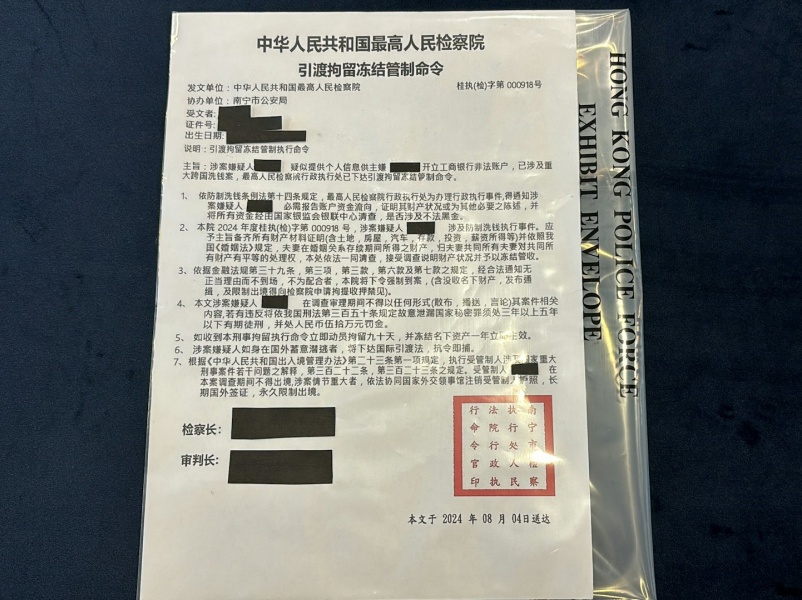 中华人民共和国最高人民检察院
引渡拘留冻结管制命令
发文单位：中华人民共和国最高人民检察院 桂执(检)字第 000918号
协办单位：南宁市公安局
受文者:
证件号:
出生日期:
说明：引渡拘留冻结管制执行命令
主旨：涉案嫌疑人 疑似提供个人信息供主嫌 开立工商银行非法账户，已涉及重
大跨国洗钱案，最高人民检察院行政执行处已下达引渡拘留冻结管制命令。
1、 依防制洗钱条例法第十四条规定，最高人民检察院行政执行处为办理行政执行事件,得通知涉
案嫌疑人 必需报告账户资金流向，证明其财产状况或为其他必要之陈述，并
将所有资金经由国家银监会银联中心清查，是否涉及不法黑金。
2、 本院 2024 年度桂执(检)字第 000918 号，涉案嫌疑人 涉及防制洗钱执行事件。应
予主旨备齐所有财产材料证明(含土地，房屋，汽车，存款，投资，薪资所得等)并依照我
国《婚姻法》规定，夫妻在婚姻关系存续期间所得之财产，归夫妻共同所有夫妻对共同所
有财产有平等的处理权，本处依法一同清查，接受调查说明财产状况并予以冻结管收。
3、 依据金融法规第三十九条，第三项，第三款，第六款及第七款之规定，经合法通知无
正当理由而不到场，不为配合者，本院将下令强制到案，(含没收名下财产，发布通
缉，及限制出境得向检察院申请拘提收押禁见)。
4、 本文涉案嫌疑人 在调查审理期间不得以任何形式(散布，播送，言论)其案件相关
内容,若有违反将依我国刑法第三百五十条规定故意泄漏国家秘密罪须处三年以上五年
以下有期徒刑，并处人民币伍拾万元罚金。
5、 如收到本刑事拘留执行命令立即动员拘留九十天，并冻结名下资产一年立即生效。
6、 涉案嫌疑人如身在国外蓄意潜逃者，将下达国际引渡法，抗令即捕。
7、 根据《中华人民共和国出入境管理办法》第二十三条第一项规定，执行受管制人涉及国家重大
刑事案件若干问题之解释，第三百二十二条，第三百二十三条之规定。受管制人 在
本案调查期间不得出境,涉案情节重大者，依法协同国家外交领事馆注销受管制人护照，长
期国外签证，永久限制出境。
检察长：
审判长：
南宁市检察
执行处人民
法院行政执
行命令官印
本文于 2024 年 08 月 04日送达
HONG KONG POLICE FORCE
EXHIBIT ENVELOPE